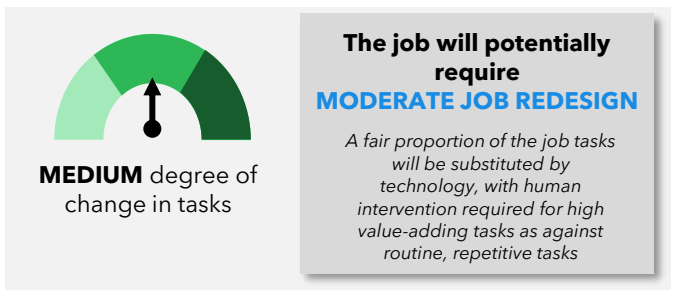 MEDIUM degree of
change in tasks
The job will potentially
require
MODERATE JOB REDESIGN
A fair proportion of the job tasks
will be substituted by
technology, with human
intervention required for high
value-adding tasks as against
routine, repetitive tasks